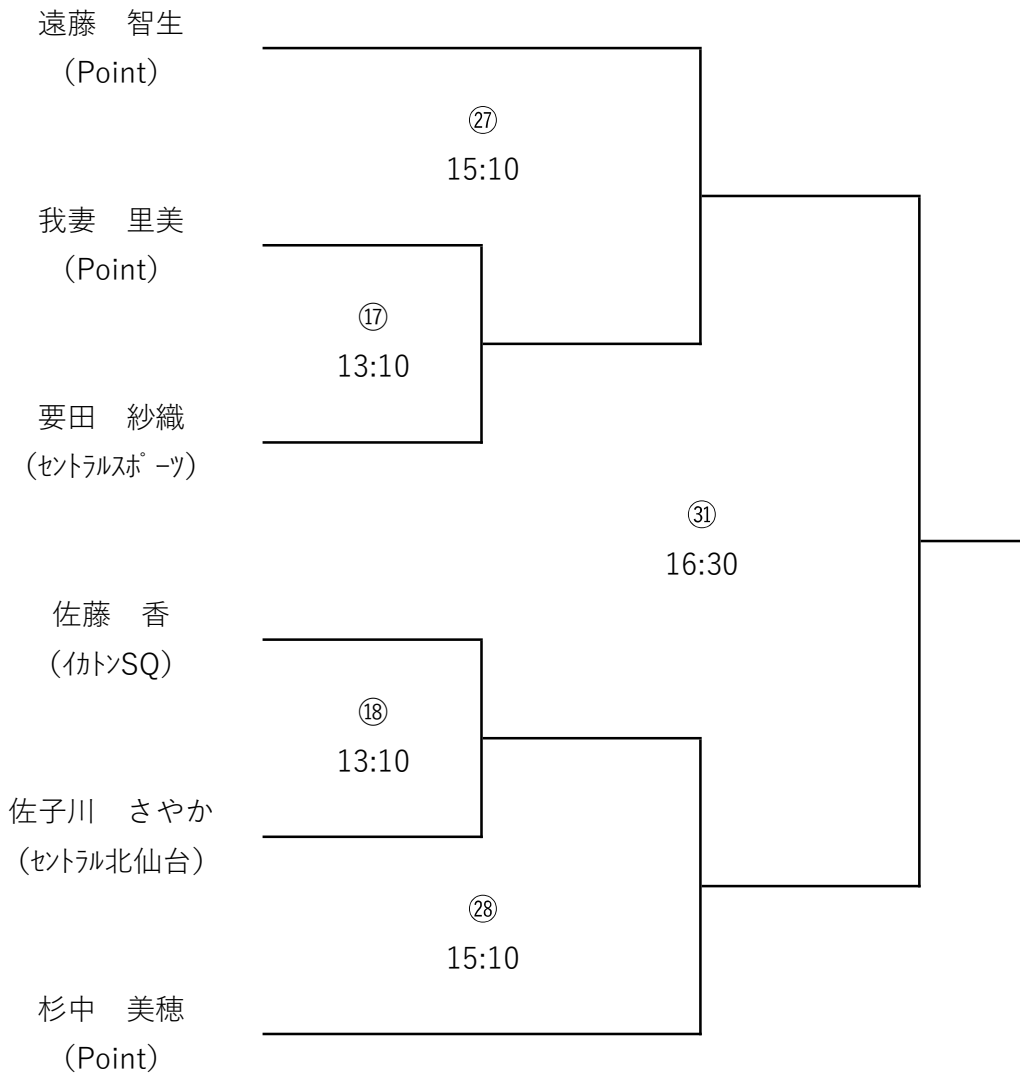 遠藤　智生
(Point)
㉗
15:10
我妻　里美
(Point)
⑰
13:10
要田　紗織
(ｾﾝﾄﾗﾙｽﾎﾟｰﾂ)
㉛
16:30
佐藤　香
(ｲｶﾄﾝSQ)
⑱
13:10
佐子川　さやか
(ｾﾝﾄﾗﾙ北仙台)
㉘
15:10
杉中　美穂
(Point)